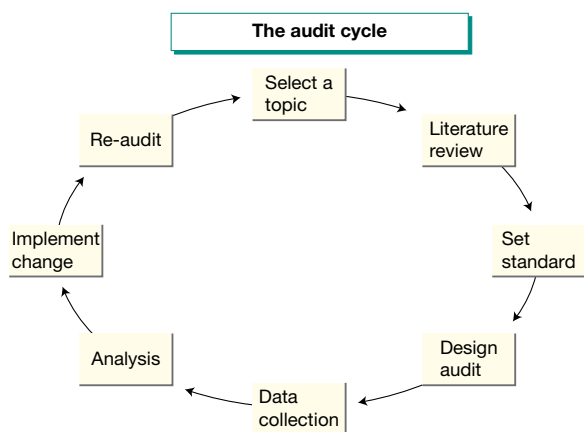 The audit cycle
Select a
topic
Literature
review
Set
standard
Design
audit
Data
collection
Analysis
Implement
change
Re-audit